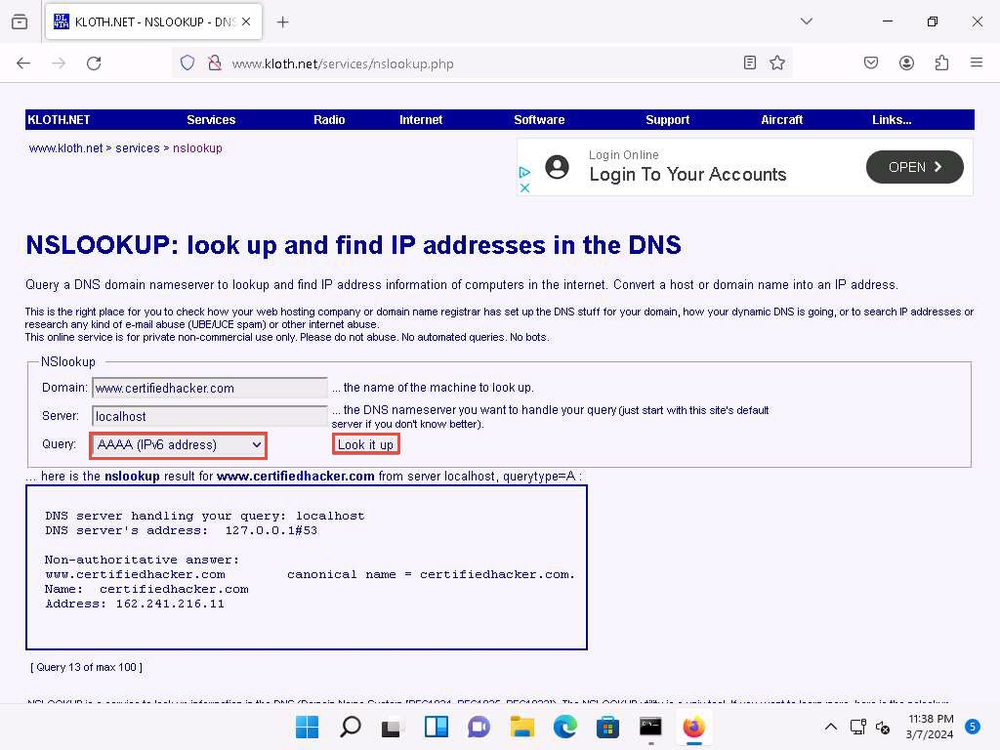 KLOTH.NET - NSLOOKUP - DNS
www.kloth.net/services/nslookup.php
KLOTH.NET Services Radio Internet Software Support Aircraft Links...
www.kloth.net > services > nslookup
Login Online
Login To Your Accounts
OPEN
NSLOOKUP: look up and find IP addresses in the DNS
Query a DNS domain nameserver to lookup and find IP address information of computers in the internet. Convert a host or domain name into an IP address.
This is the right place for you to check how your web hosting company or domain name registrar has set up the DNS stuff for your domain, how your dynamic DNS is going, or to search IP addresses or
research any kind of e-mail abuse (UBE/UCE spam) or other internet abuse.
This online service is for private non-commercial use only. Please do not abuse. No automated queries. No bots.
NSlookup
Domain: www.certifiedhacker.com ... the name of the machine to look up.
Server: localhost ... the DNS nameserver you want to handle your query (just start with this site's default
server if you don't know better).
Query: AAAA (IPv6 address) Look it up
... here is the nslookup result for www.certifiedhacker.com from server localhost, querytype=A :
DNS server handling your query: localhost
DNS server's address: 127.0.0.1#53
Non-authoritative answer:
www.certifiedhacker.com canonical name = certifiedhacker.com.
Name: certifiedhacker.com
Address: 162.241.216.11
[ Query 13 of max 100 ]
11:38 PM
3/7/2024
5